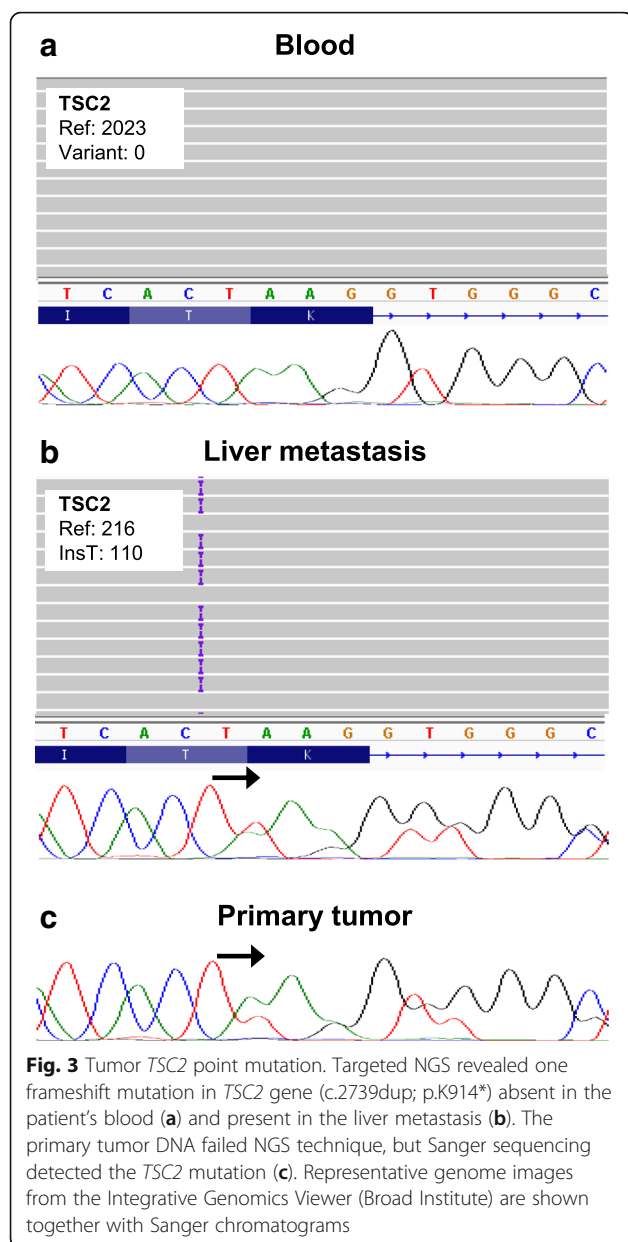 a
Blood
TSC2
Ref: 2023
Variant: 0
T C A C T A A G G T G G G C
I T K
b
Liver metastasis
TSC2
Ref: 216
InsT: 110
T C A C T A A G G T G G G C
I T K
c
Primary tumor
Fig. 3 Tumor TSC2 point mutation. Targeted NGS revealed one
frameshift mutation in TSC2 gene (c.2739dup; p.K914*) absent in the
patient's blood (a) and present in the liver metastasis (b). The
primary tumor DNA failed NGS technique, but Sanger sequencing
detected the TSC2 mutation (c). Representative genome images
from the Integrative Genomics Viewer (Broad Institute) are shown
together with Sanger chromatograms